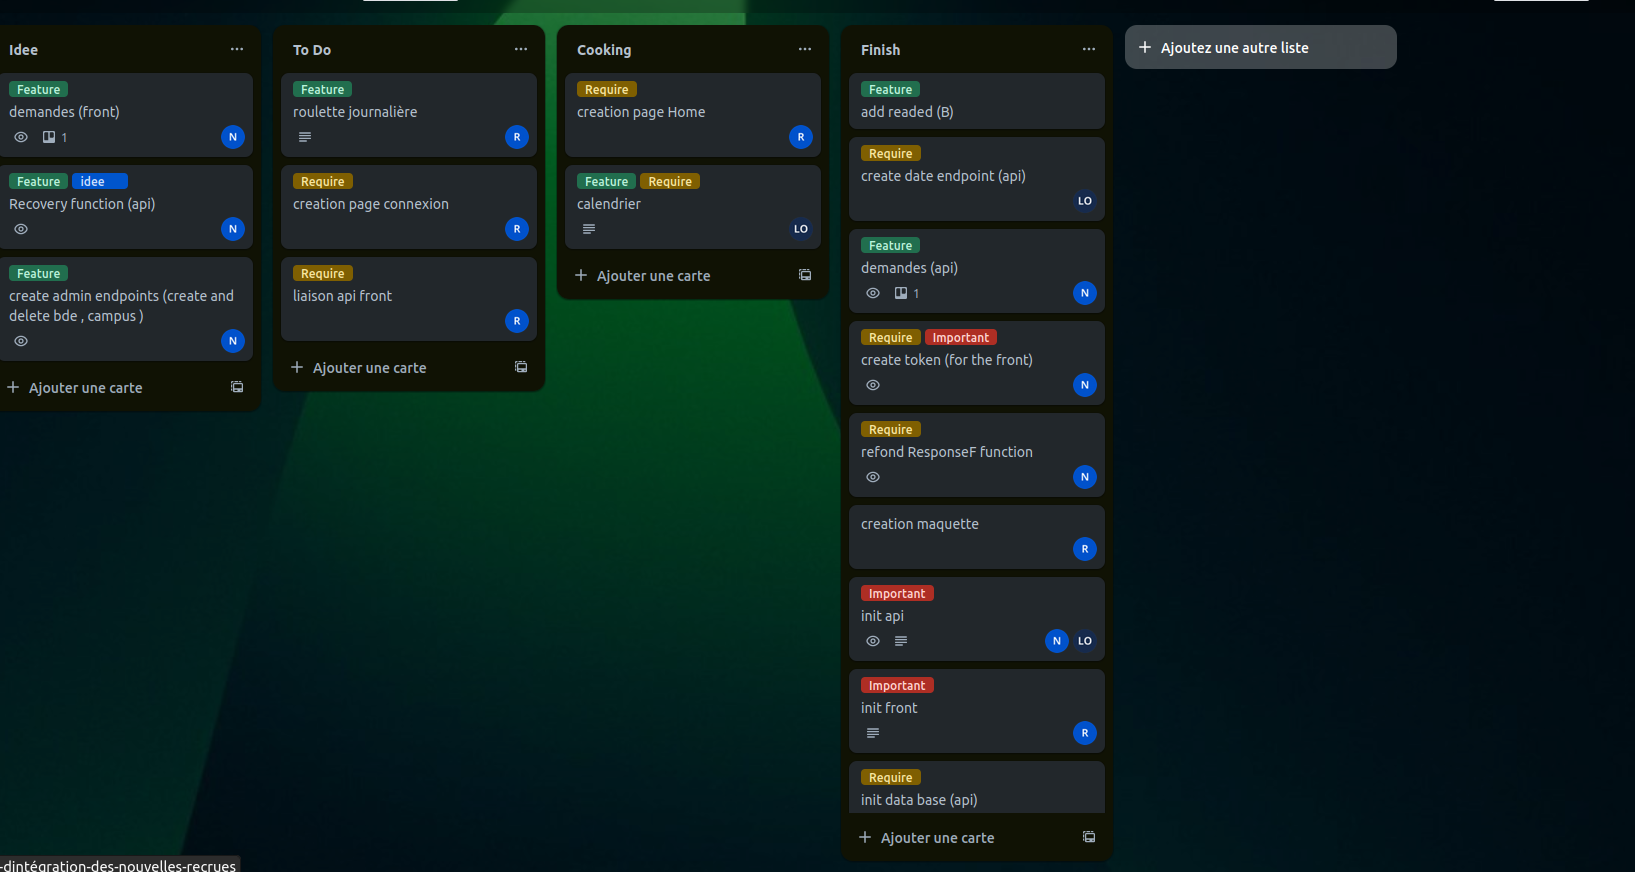 Idee
Feature
demandes (front)
1
N
Feature idee
Recovery function (api)
N
Feature
create admin endpoints (create and
delete bde , campus )
N
Ajouter une carte
To Do
Feature
roulette journalière
R
Require
creation page connexion
R
Require
liaison api front
R
Ajouter une carte
Cooking
Require
creation page Home
R
Feature Require
calendrier
LO
Ajouter une carte
Finish
Feature
add readed (B)
Require
create date endpoint (api)
LO
Feature
demandes (api)
1
N
Require Important
create token (for the front)
N
Require
refond ResponseF function
N
creation maquette
R
Important
init api
N LO
Important
init front
R
Require
init data base (api)
Ajouter une carte
Ajoutez une autre liste
-dintégration-des-nouvelles-recrues